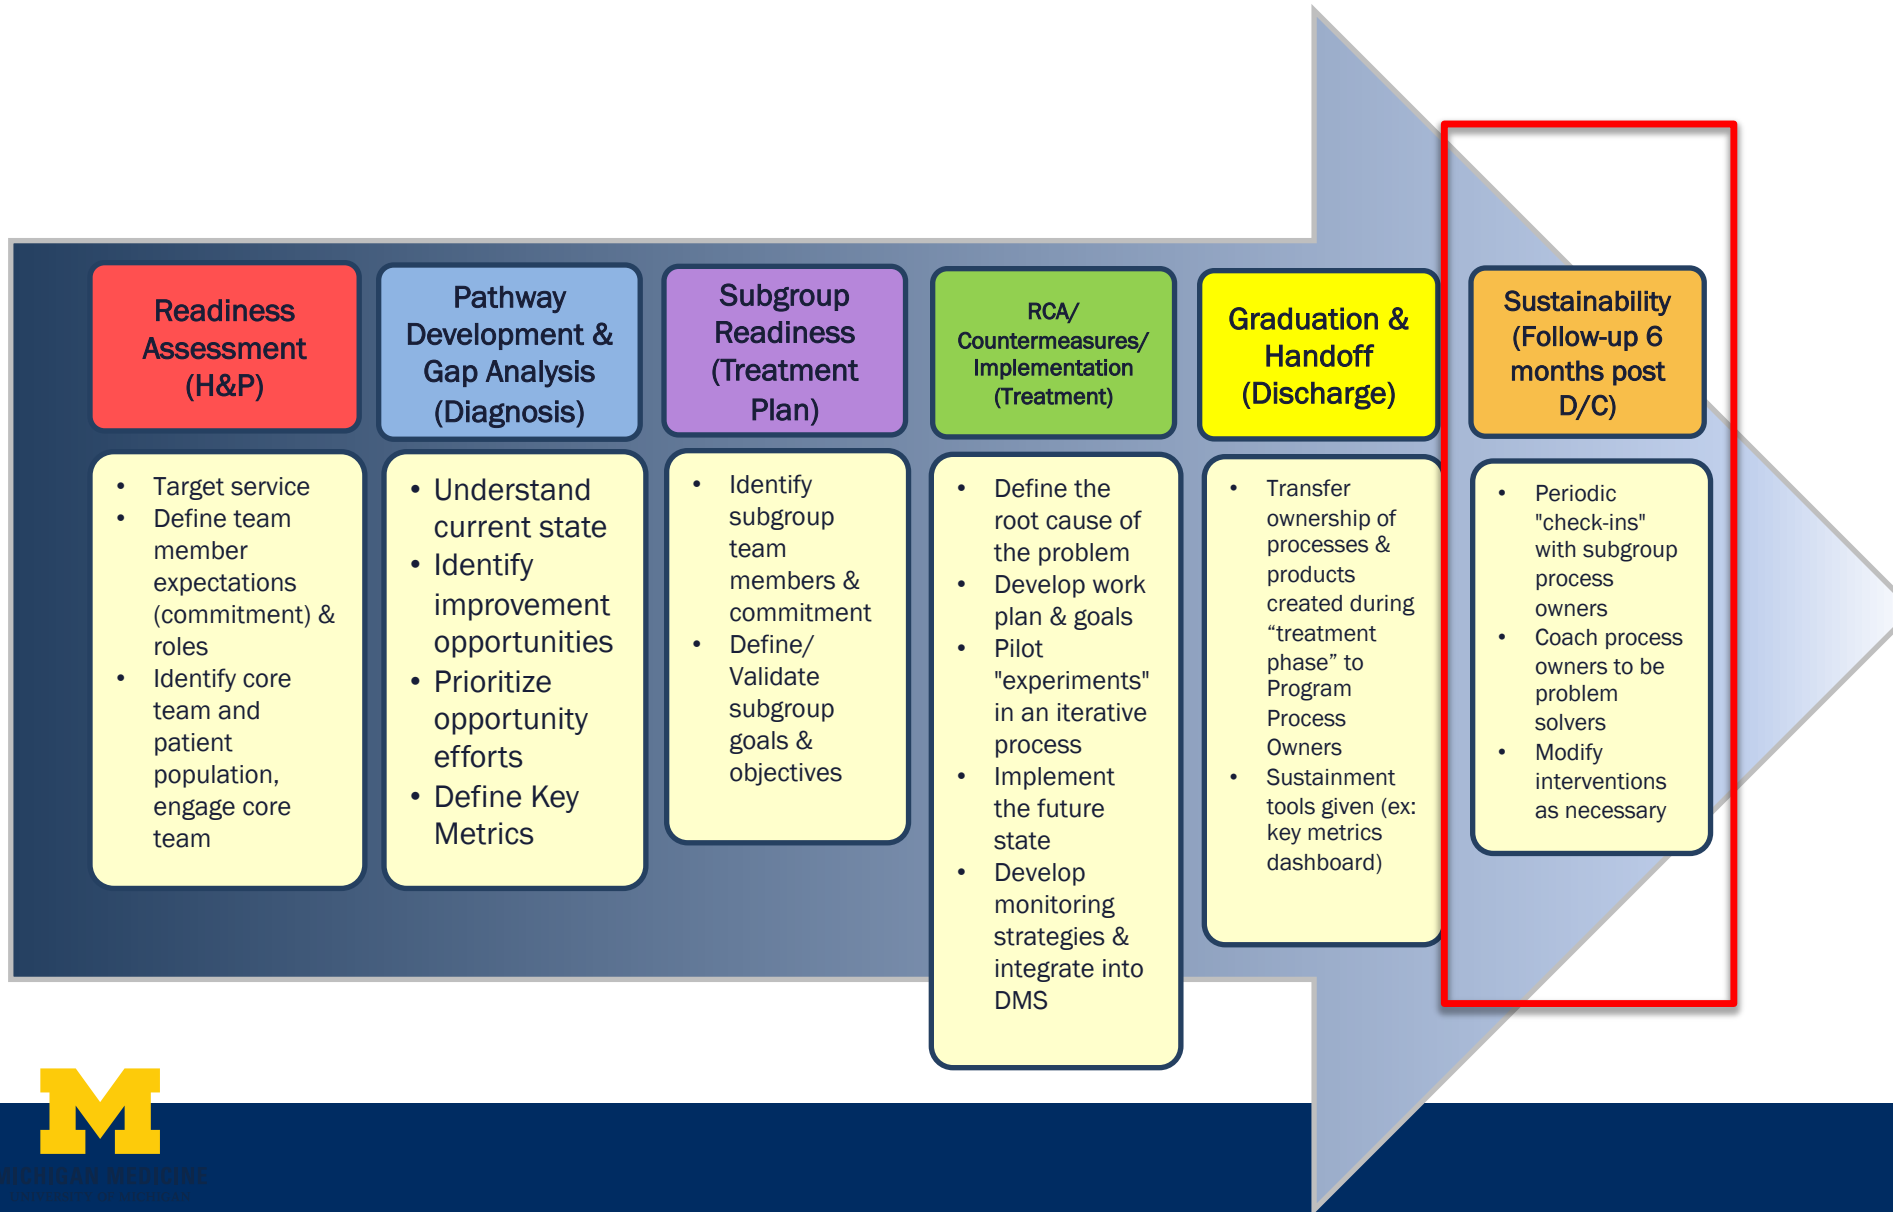 Readiness
Assessment
(H&P)
• Target service
• Define team
member
expectations
(commitment) &
roles
• Identify core
team and
patient
population,
engage core
team
Pathway
Development &
Gap Analysis
(Diagnosis)
• Understand
current state
• Identify
improvement
opportunities
• Prioritize
opportunity
efforts
• Define Key
Metrics
Subgroup
Readiness
(Treatment
Plan)
• Identify
subgroup
team
members &
commitment
• Define/
Validate
subgroup
goals &
objectives
RCA/
Countermeasures/
Implementation
(Treatment)
• Define the
root cause of
the problem
• Develop work
plan & goals
• Pilot
"experiments"
in an iterative
process
• Implement
the future
state
• Develop
monitoring
strategies &
integrate into
DMS
Graduation &
Handoff
(Discharge)
• Transfer
ownership of
processes &
products
created during
“treatment
phase” to
Program
Process
Owners
• Sustainment
tools given (ex:
key metrics
dashboard)
Sustainability
(Follow-up 6
months post
D/C)
• Periodic
"check-ins"
with subgroup
process
owners
• Coach process
owners to be
problem
solvers
• Modify
interventions
as necessary
M
MICHIGAN MEDICINE